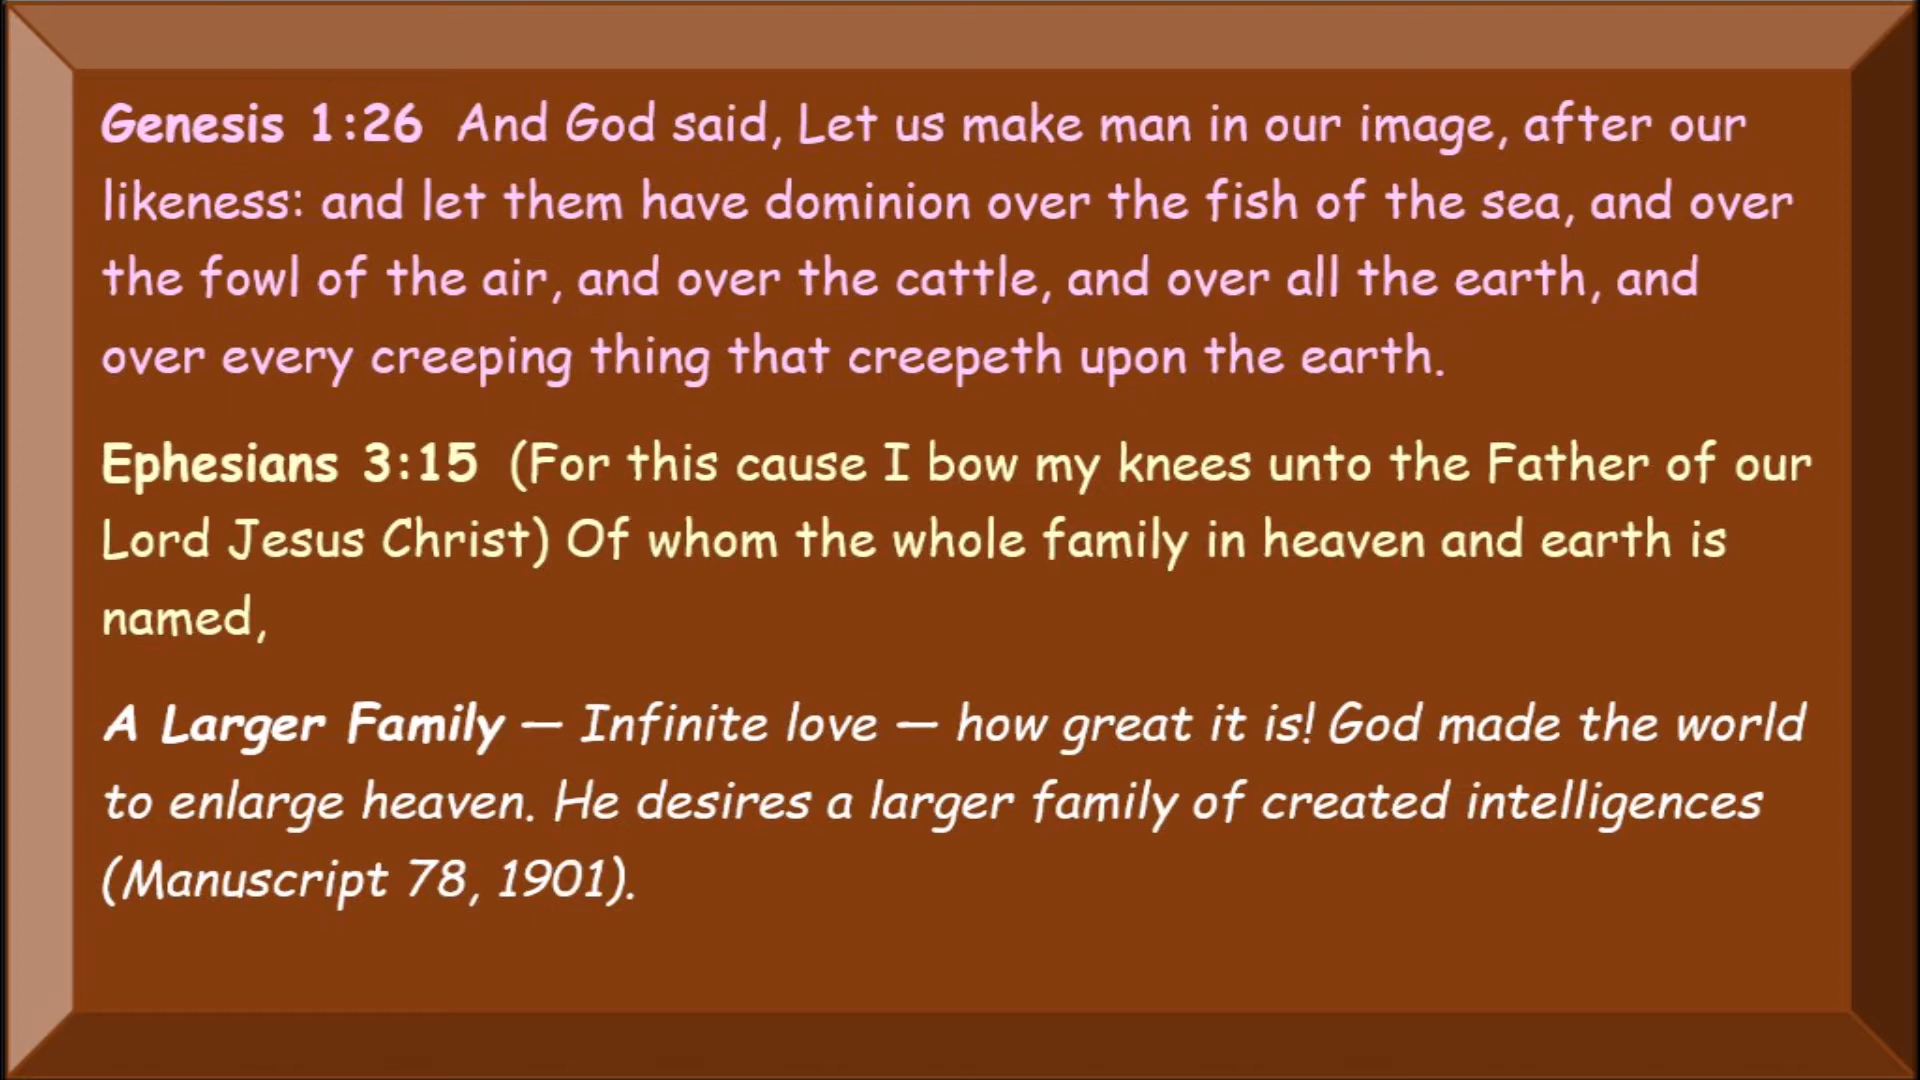 Genesis 1:26 And God said, Let us make man in our image, after our
likeness: and let them have dominion over the fish of the sea, and over
the fowl of the air, and over the cattle, and over all the earth, and
over every creeping thing that creepeth upon the earth.
Ephesians 3:15 (For this cause I bow my knees unto the Father of our
Lord Jesus Christ) Of whom the whole family in heaven and earth is
named,
A Larger Family — Infinite love — how great it is! God made the world
to enlarge heaven. He desires a larger family of created intelligences
(Manuscript 78, 1901).